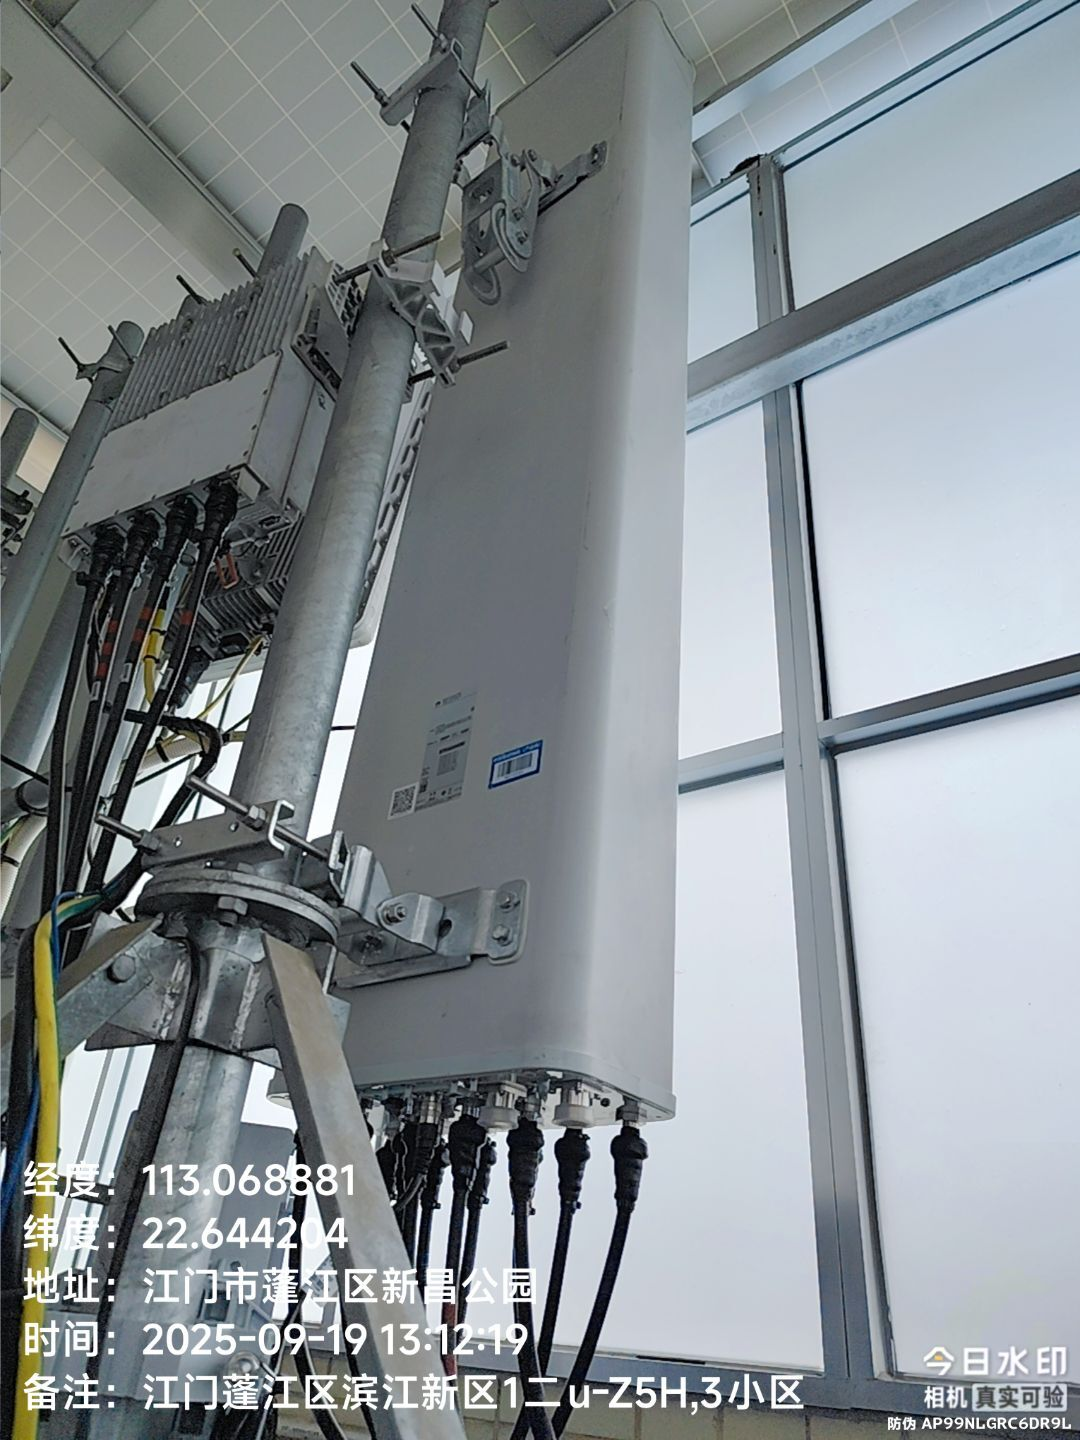 经度：113.068881
纬度：22.644204
地址：江门市蓬江区新昌公园
时间：2025-09-19 13:12:19
备注：江门蓬江区滨江新区1二u-Z5H,3小区
今日水印
相机 真实可验
防伪 AP99NLGRC6DR9L